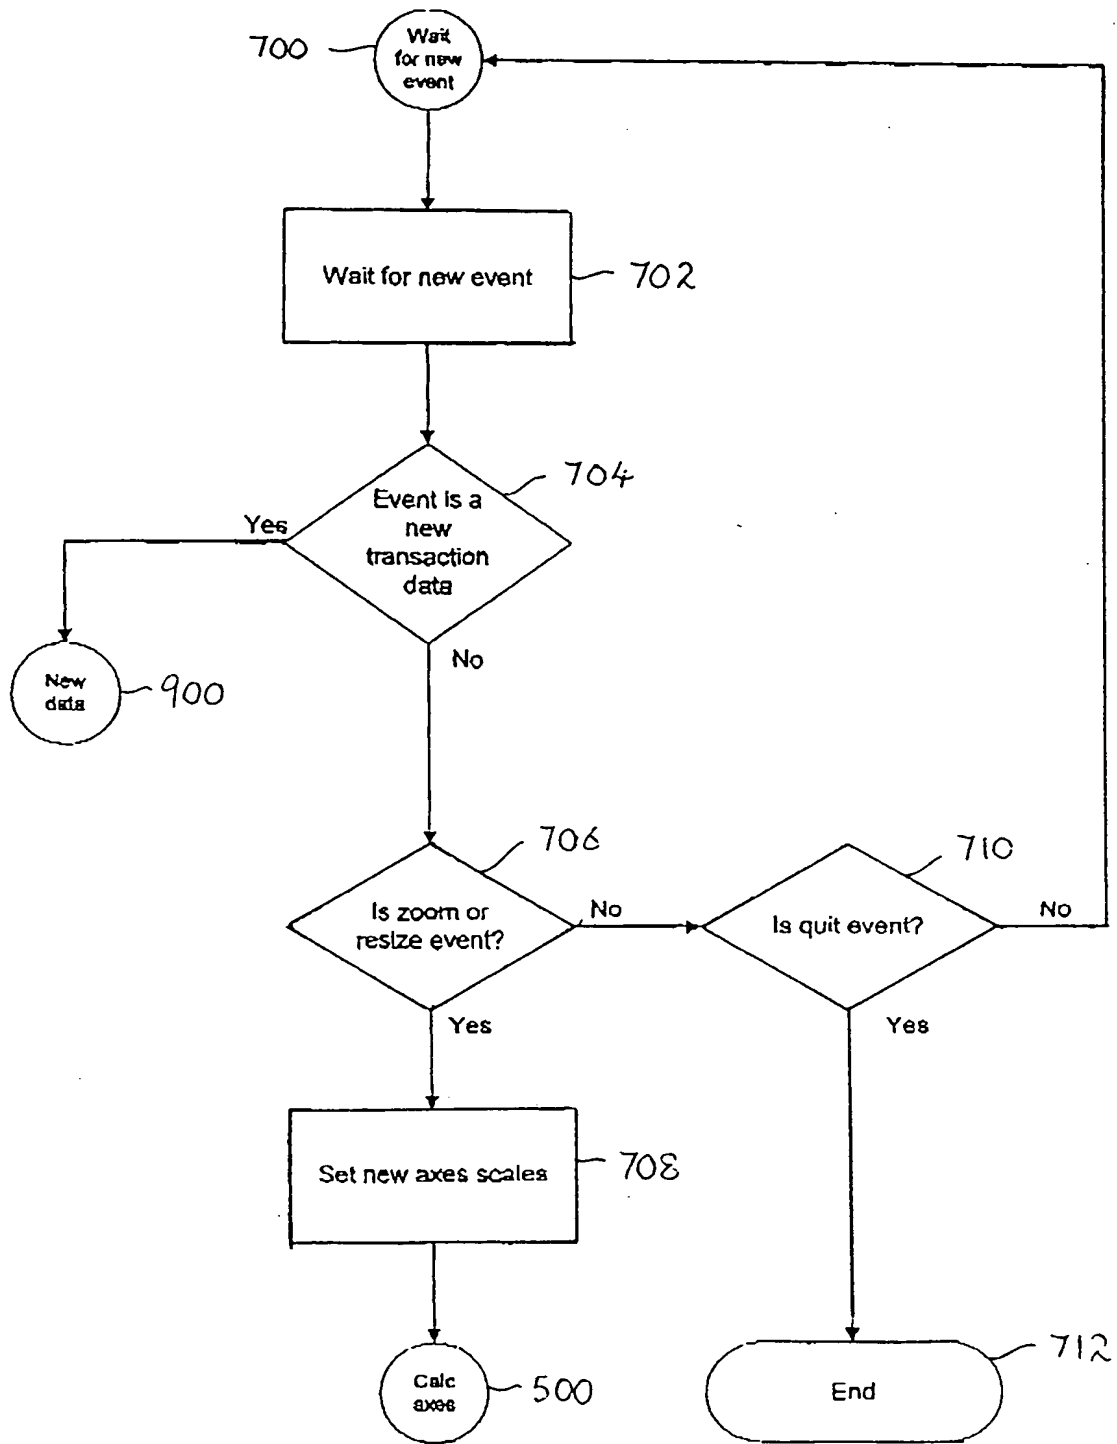 700
Wait
for new
event
Wait for new event
702
704
Event is a
new
transaction
data
Yes
No
New
data
900
706
710
Is zoom or
resize event?
No
Is quit event?
No
Yes
Yes
Set new axes scales
708
Calc
axes
500
End
712